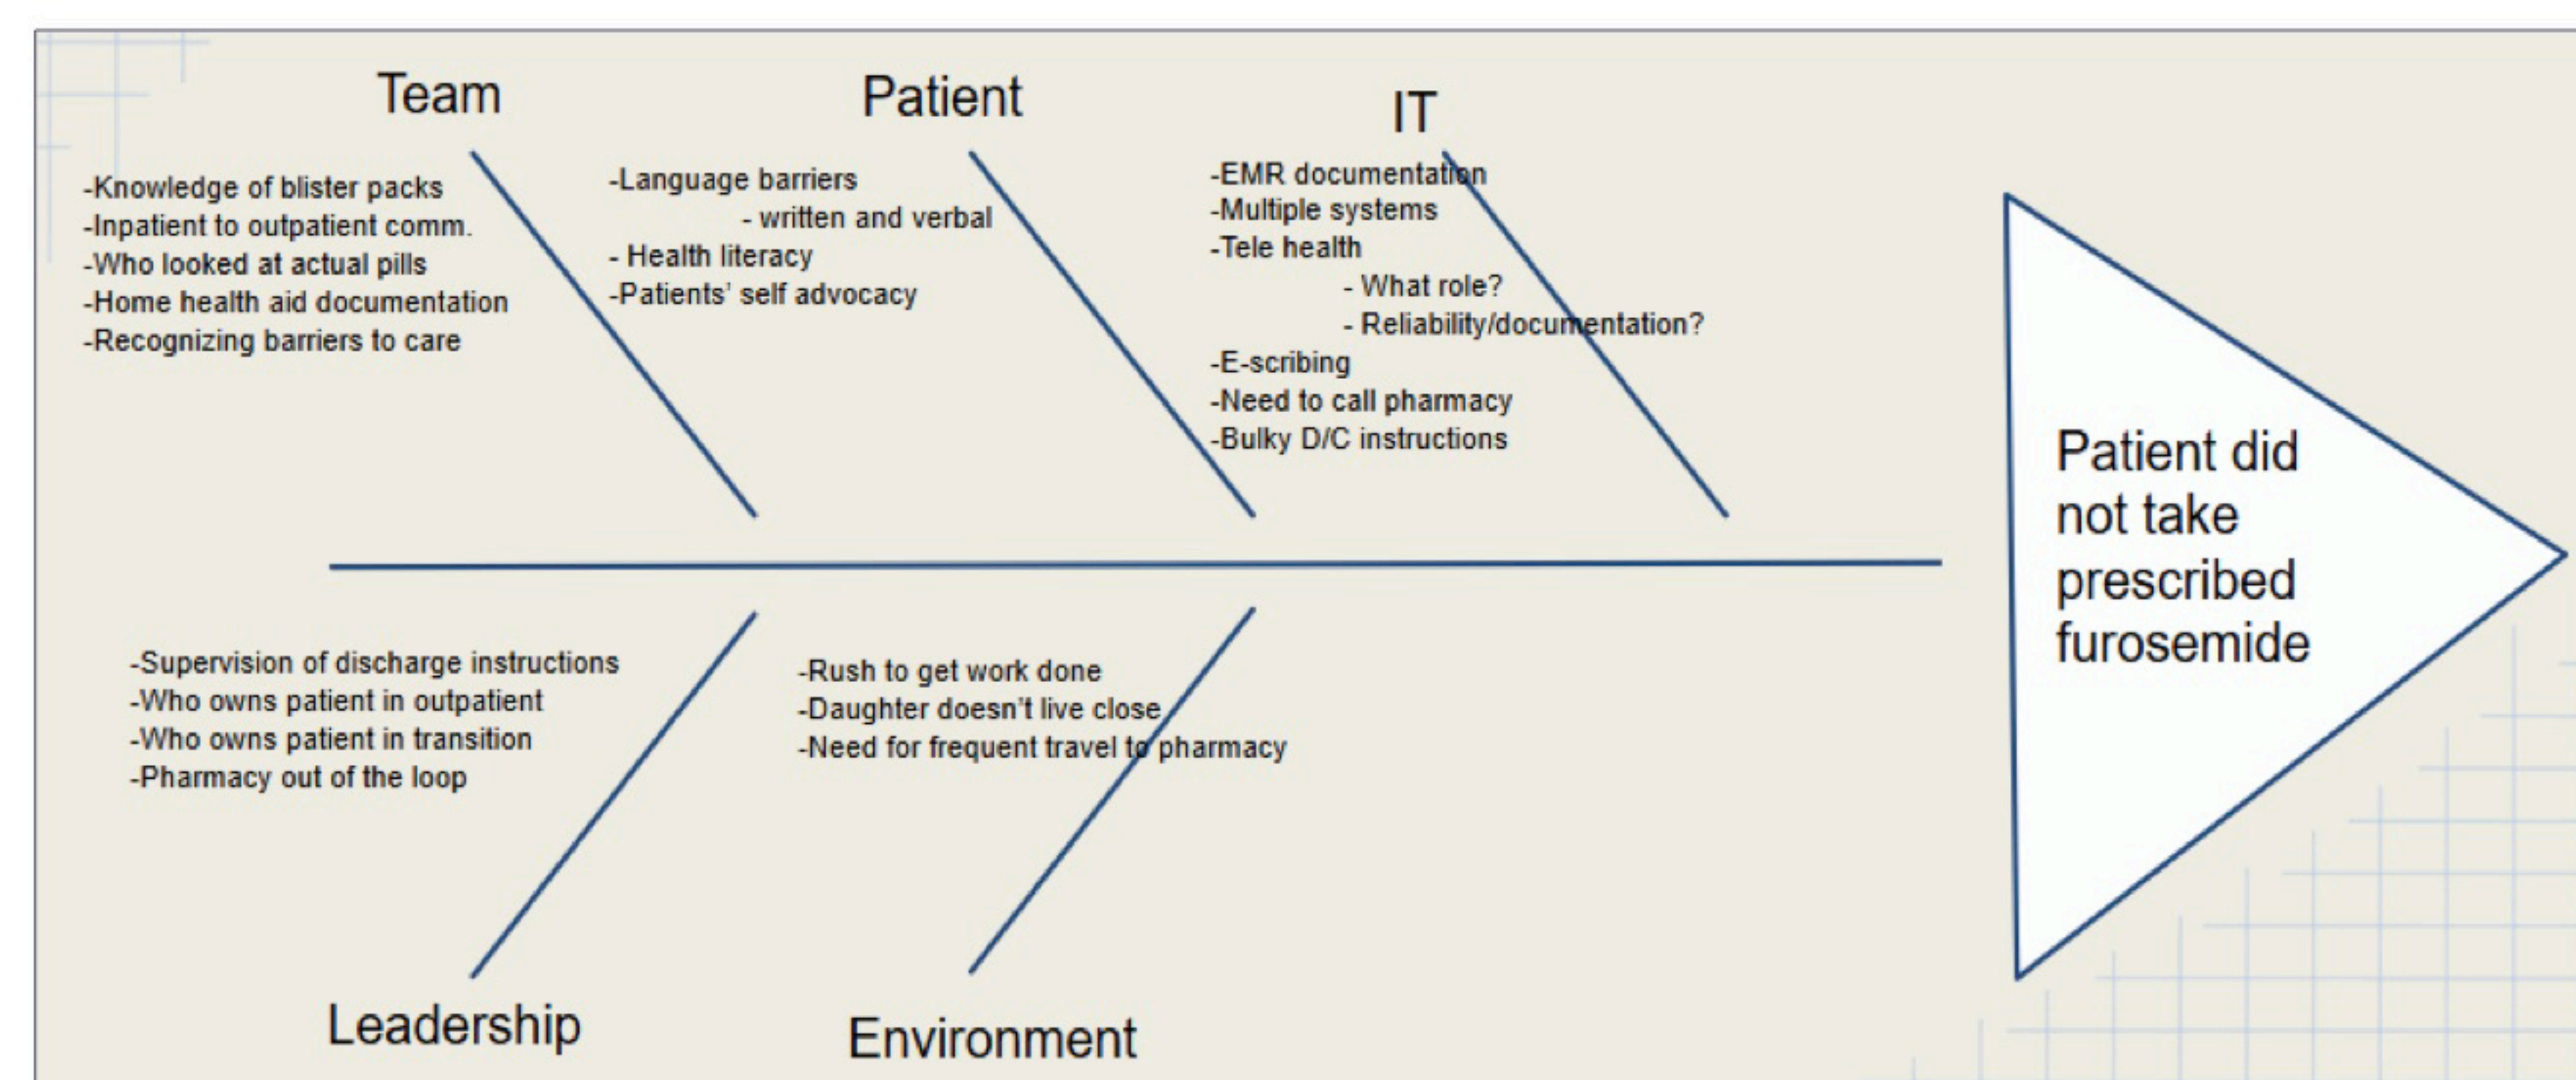 Team
-Knowledge of blister packs
-Inpatient to outpatient comm.
-Who looked at actual pills
-Home health aid documentation
-Recognizing barriers to care
Patient
-Language barriers
- written and verbal
- Health literacy
-Patients' self advocacy
IT
-EMR documentation
-Multiple systems
-Tele health
- What role?
- Reliability/documentation?
-E-scribing
-Need to call pharmacy
-Bulky D/C instructions
Patient did
not take
prescribed
furosemide
-Supervision of discharge instructions
-Who owns patient in outpatient
-Who owns patient in transition
-Pharmacy out of the loop
Leadership
-Rush to get work done
-Daughter doesn't live close
-Need for frequent travel to pharmacy
Environment